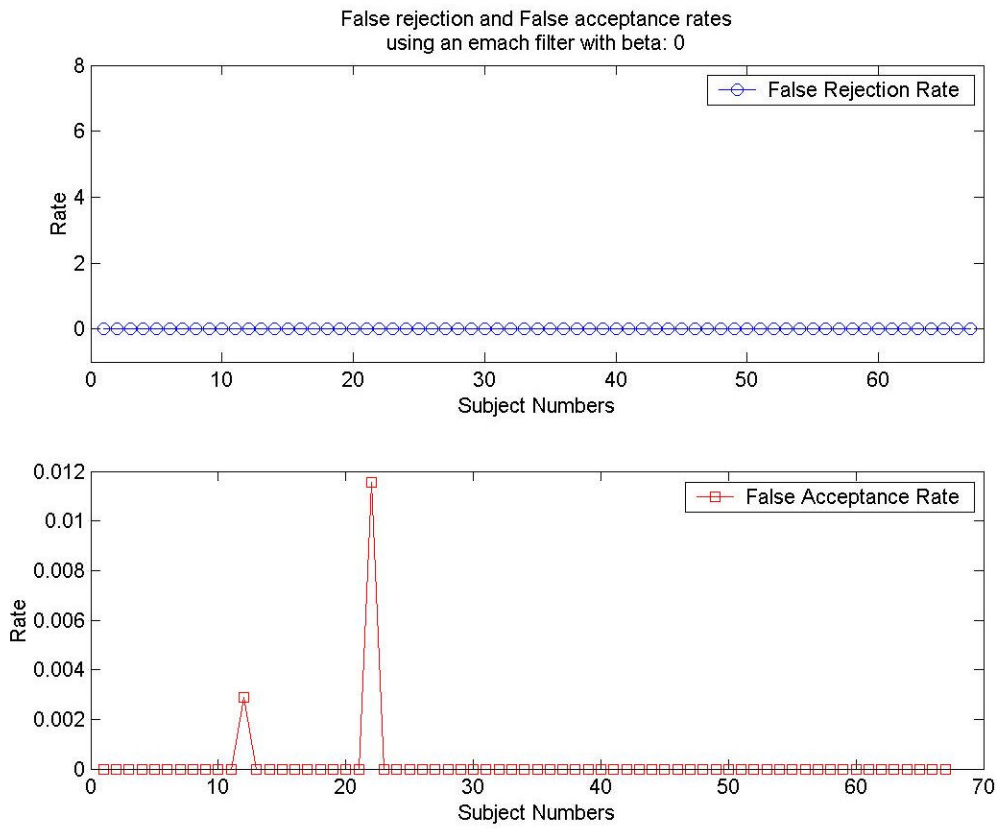 False rejection and False acceptance rates
using an emach filter with beta: 0
8
6
4
2
0
Rate
False Rejection Rate
0 10 20 30 40 50 60
Subject Numbers
0.012
0.01
0.008
0.006
0.004
0.002
0
Rate
False Acceptance Rate
0 10 20 30 40 50 60 70
Subject Numbers